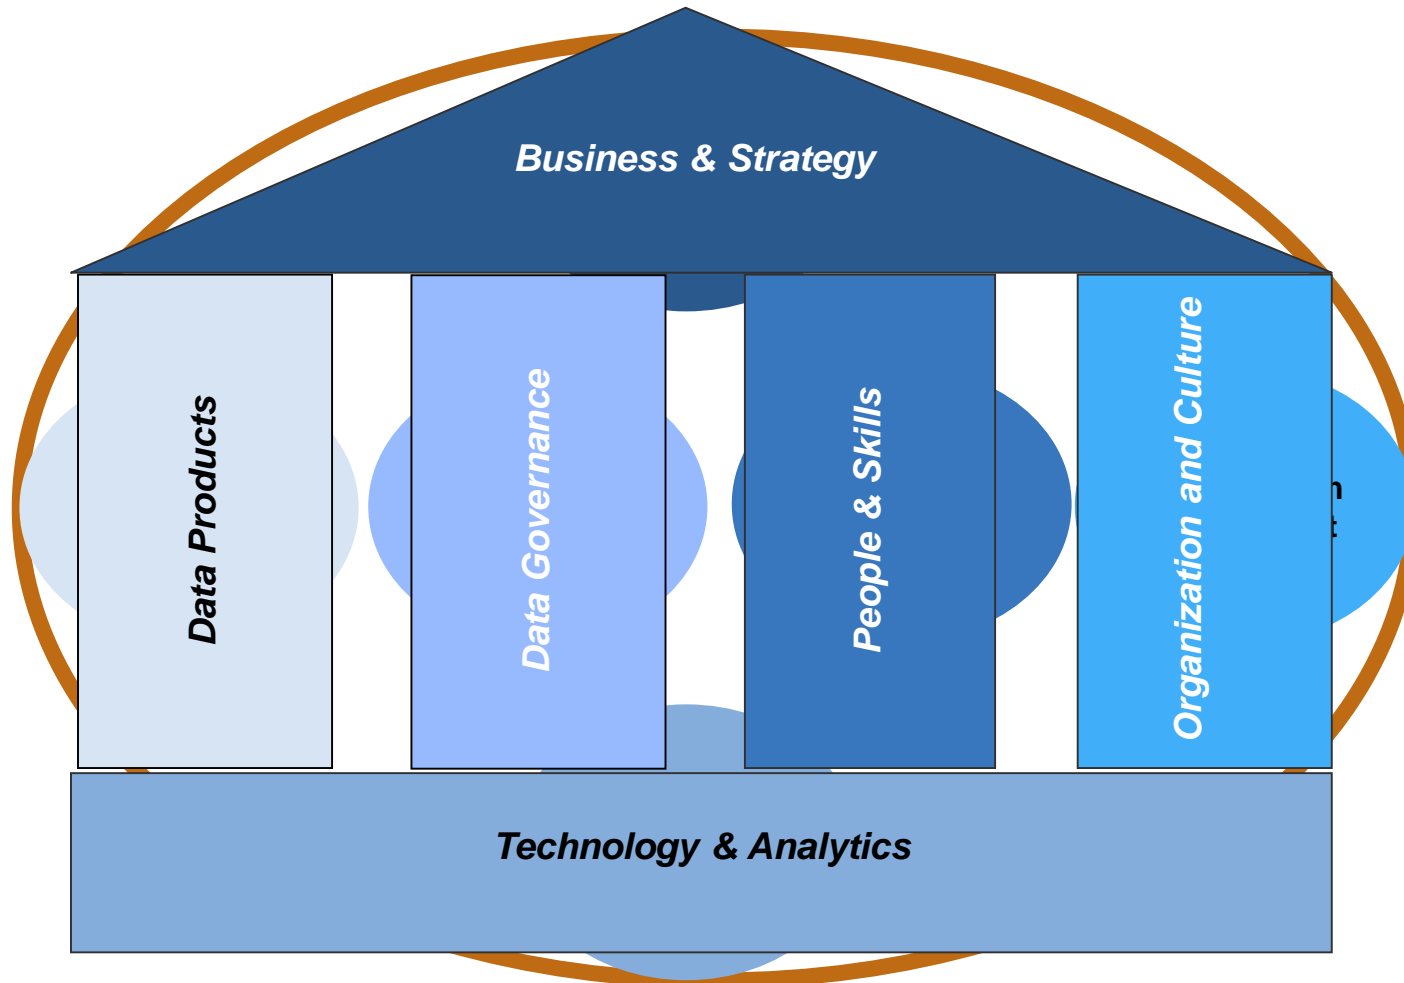 Business & Strategy
Data Products
Data Governance
People & Skills
Organization and Culture
Technology & Analytics